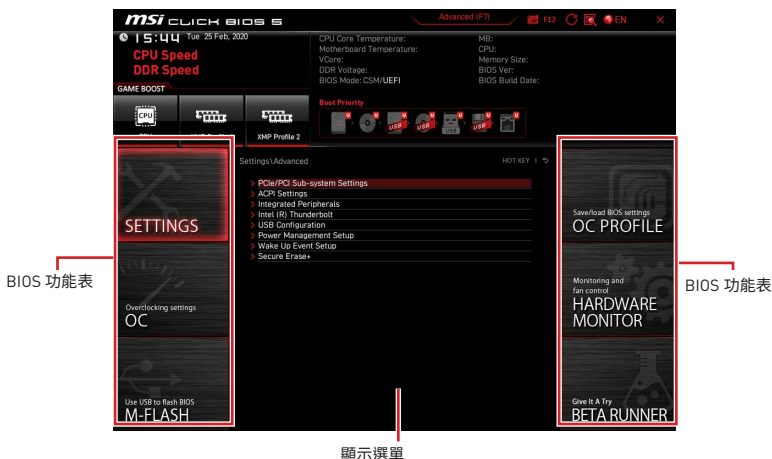 msi CLICK BIOS 5
Advanced (F7)
F12
EN
15:44 Tue 25 Feb, 2020
CPU Speed
DDR Speed
CPU Core Temperature:
Motherboard Temperature:
VCore:
DDR Voltage:
BIOS Mode: CSM/UEFI
MB:
CPU:
Memory Size:
BIOS Ver:
BIOS Build Date:
GAME BOOST
CPU
XMP Profile 2
Boot Priority
U U U U U U U
USB USB USB USB
SETTINGS
Overclocking settings
OC
Use USB to flash BIOS
M-FLASH
Settings\Advanced
HOT KEY
PCIe/PCI Sub-system Settings
ACPI Settings
Integrated Peripherals
Intel (R) Thunderbolt
USB Configuration
Power Management Setup
Wake Up Event Setup
Secure Erase+
Save/load BIOS settings
OC PROFILE
Monitoring and
fan control
HARDWARE
MONITOR
Give It A Try
BETA RUNNER
BIOS 功能表
BIOS 功能表
顯示選單